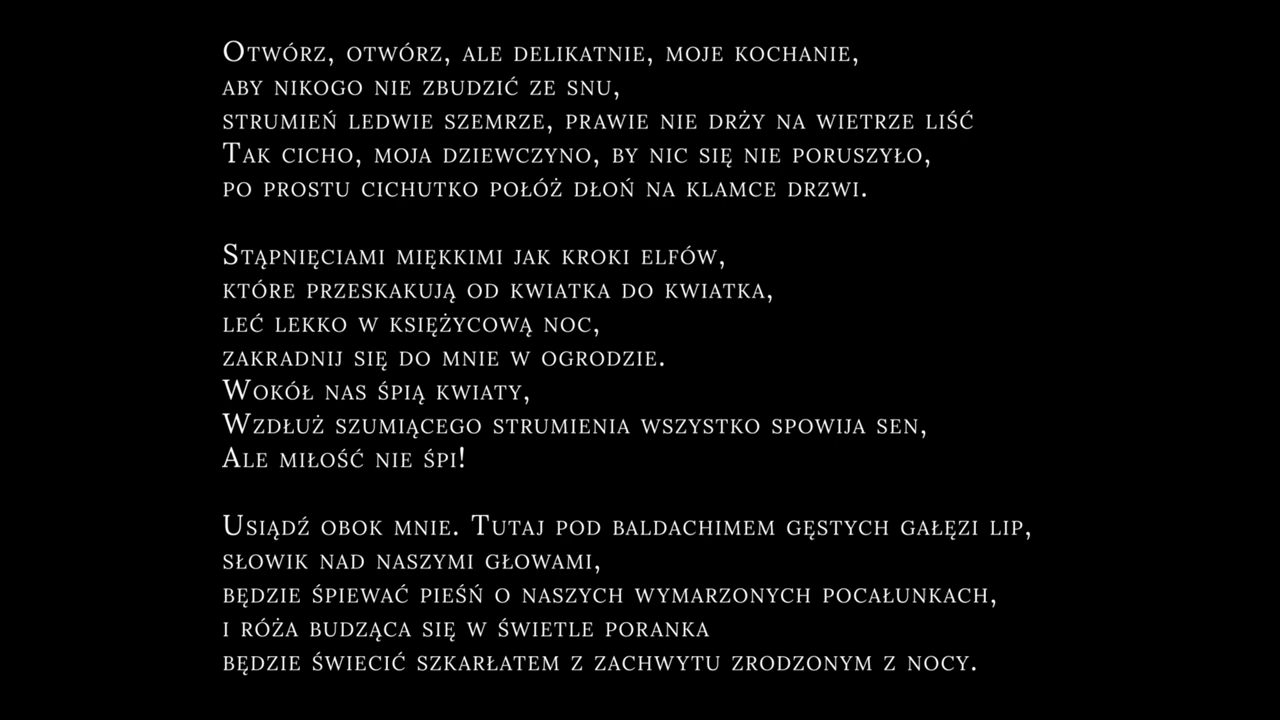 Otwórz, otwórz, ale delikatnie, moje kochanie,
aby nikogo nie zbudzić ze snu,
strumień ledwie szemrze, prawie nie drży na wietrze liść
Tak cicho, moja dziewczyno, by nic się nie poruszyło,
po prostu cichutko połóż dłoń na klamce drzwi.
Stąpnięciami miękkimi jak kroki elfów,
które przeskakują od kwiatka do kwiatka,
leć lekko w księżycową noc,
zakradnij się do mnie w ogrodzie.
Wokół nas śpią kwiaty,
Wzdłuż szumiącego strumienia wszystko spowija sen,
Ale miłość nie śpi!
Usiądź obok mnie. Tutaj pod baldachimem gęstych gałęzi lip,
słowik nad naszymi głowami,
będzie śpiewać pieśń o naszych wymarzonych pocałunkach,
i róża budząca się w świetle poranka
będzie świecić szkarłatem z zachwytu zrodzonym z nocy.